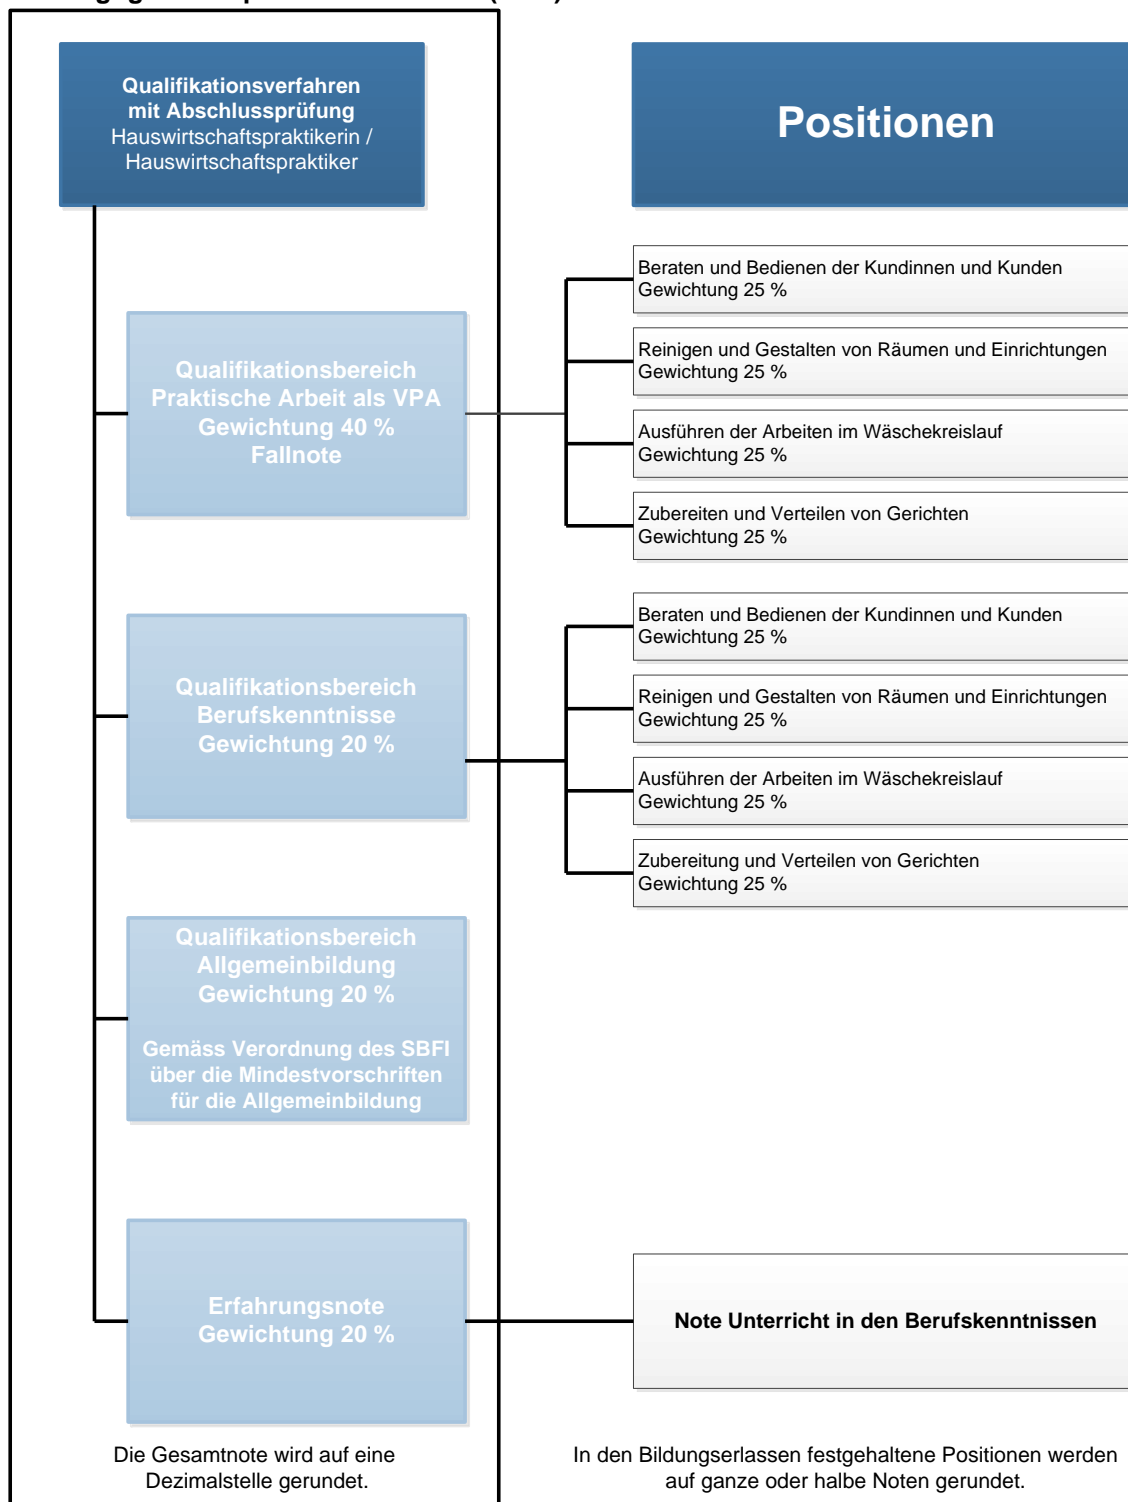 Qualifikationsverfahren
mit Abschlussprüfung
Hauswirtschaftspraktikerin /
Hauswirtschaftspraktiker
Positionen
Qualifikationsbereich
Praktische Arbeit als VPA
Gewichtung 40 %
Fallnote
Beraten und Bedienen der Kundinnen und Kunden
Gewichtung 25 %
Reinigen und Gestalten von Räumen und Einrichtungen
Gewichtung 25 %
Ausführen der Arbeiten im Wäschekreislauf
Gewichtung 25 %
Zubereiten und Verteilen von Gerichten
Gewichtung 25 %
Qualifikationsbereich
Berufskenntnisse
Gewichtung 20 %
Beraten und Bedienen der Kundinnen und Kunden
Gewichtung 25 %
Reinigen und Gestalten von Räumen und Einrichtungen
Gewichtung 25 %
Ausführen der Arbeiten im Wäschekreislauf
Gewichtung 25 %
Zubereitung und Verteilen von Gerichten
Gewichtung 25 %
Qualifikationsbereich
Allgemeinbildung
Gewichtung 20 %
Gemäss Verordnung des SBFI
über die Mindestvorschriften
für die Allgemeinbildung
Erfahrungsnote
Gewichtung 20 %
Note Unterricht in den Berufskenntnissen
Die Gesamtnote wird auf eine
Dezimalstelle gerundet.
In den Bildungserlassen festgehaltene Positionen werden
auf ganze oder halbe Noten gerundet.